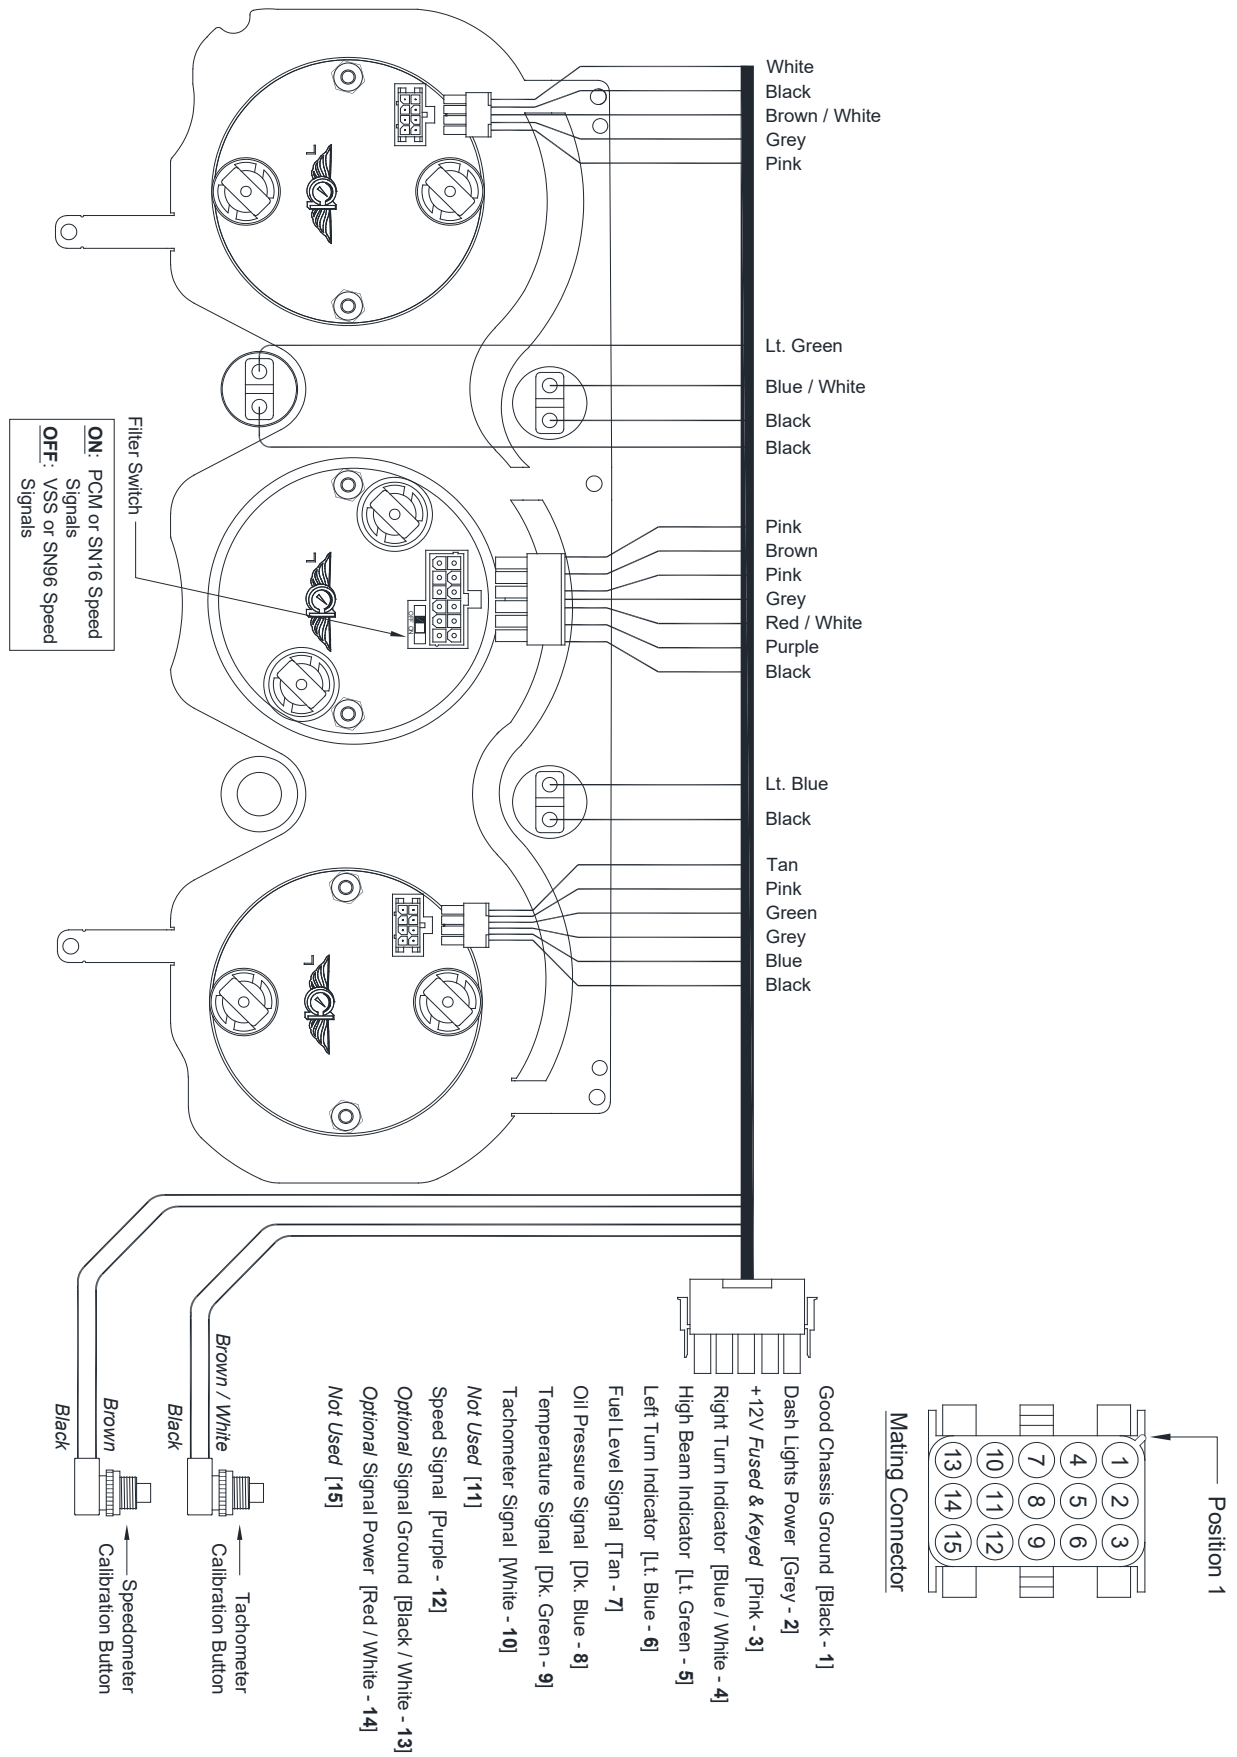 White
Black
Brown / White
Grey
Pink
Lt. Green
Blue / White
Black
Black
Pink
Brown
Pink
Grey
Red / White
Purple
Black
Lt. Blue
Black
Tan
Pink
Green
Grey
Blue
Black
Filter Switch
ON: PCM or SN16 Speed
Signals
OFF: VSS or SN96 Speed
Signals
OFF ON
Position 1
1 2 3
4 5 6
7 8 9
10 11 12
13 14 15
Mating Connector
Good Chassis Ground [Black - 1]
Dash Lights Power [Grey - 2]
+12V Fused & Keyed [Pink - 3]
Right Turn Indicator [Blue / White - 4]
High Beam Indicator [Lt. Green - 5]
Left Turn Indicator [Lt. Blue - 6]
Fuel Level Signal [Tan - 7]
Oil Pressure Signal [Dk. Blue - 8]
Temperature Signal [Dk. Green - 9]
Tachometer Signal [White - 10]
Not Used [11]
Speed Signal [Purple - 12]
Optional Signal Ground [Black / White - 13]
Optional Signal Power [Red / White - 14]
Not Used [15]
Brown / White
Black
Tachometer
Calibration Button
Brown
Black
Speedometer
Calibration Button